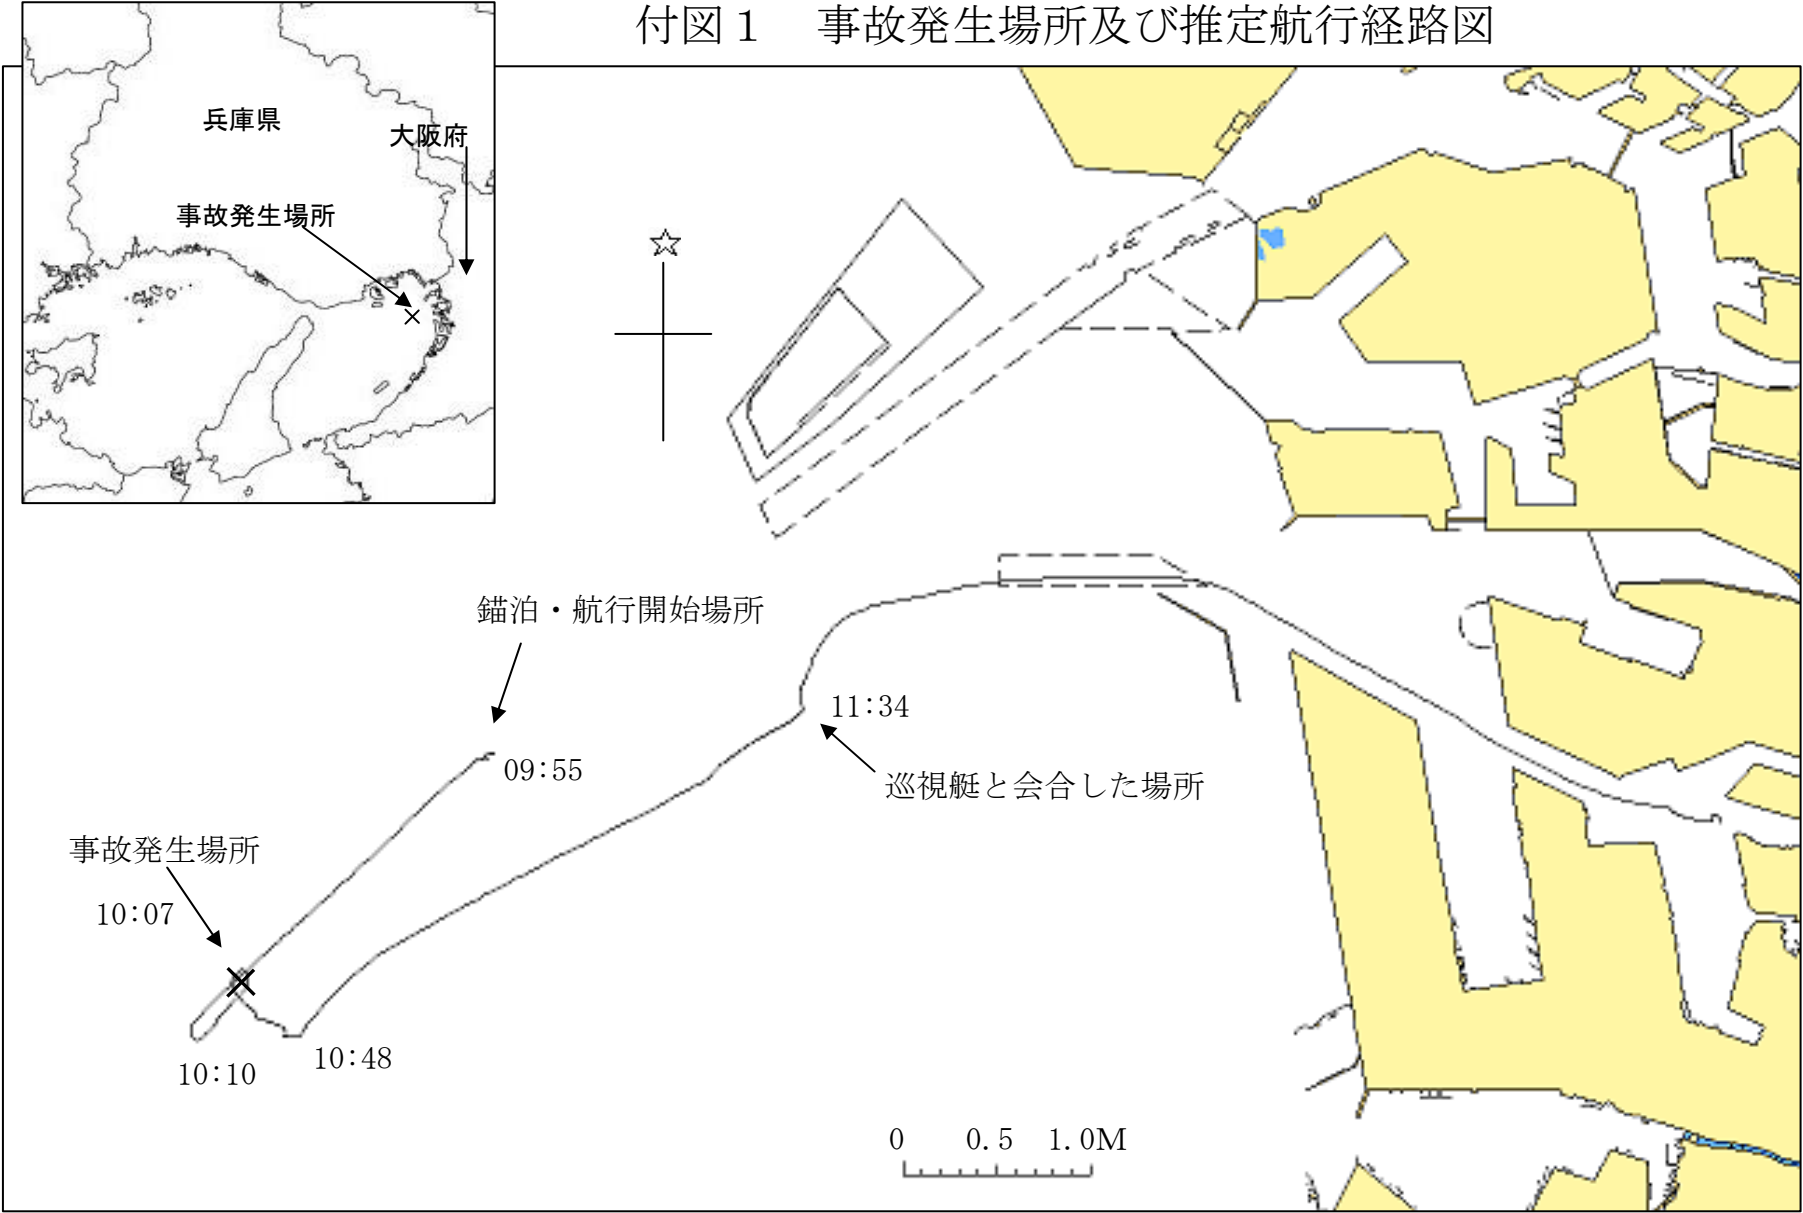 付図１　事故発生場所及び推定航行経路図
兵庫県
大阪府
事故発生場所
錨泊・航行開始場所
11:34
09:55
巡視艇と会合した場所
事故発生場所
10:07
10:48
10:10
0 0.5 1.0M